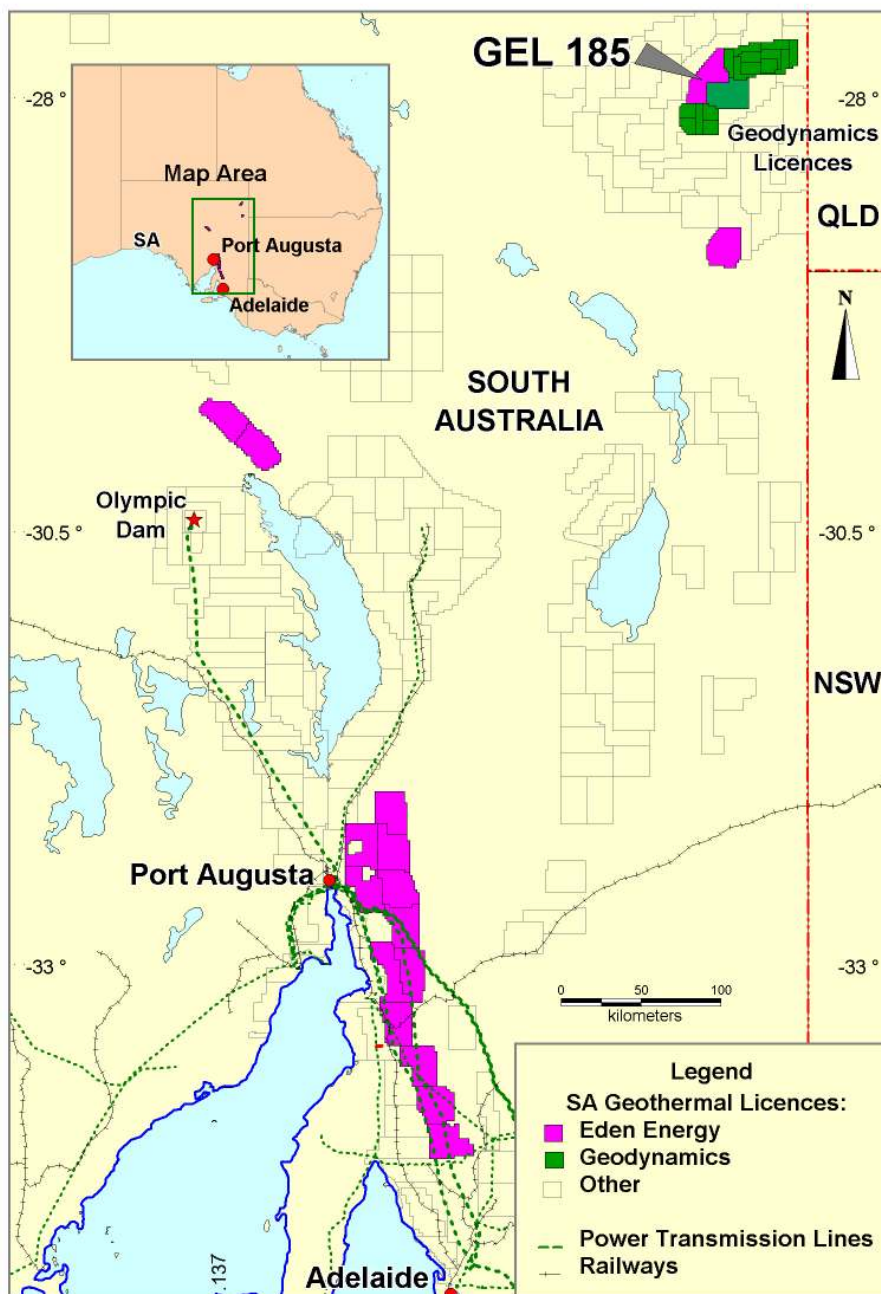 GEL 185
-28 °
-28 °
Geodynamics
Licences
QLD
Map Area
SA
Port Augusta
Adelaide
N
SOUTH
AUSTRALIA
Olympic
Dam
-30.5 °
-30.5 °
NSW
Port Augusta
-33 °
-33 °
0 50 100
kilometers
Legend
SA Geothermal Licences:
Eden Energy
Geodynamics
Other
Power Transmission Lines
Railways
Adelaide